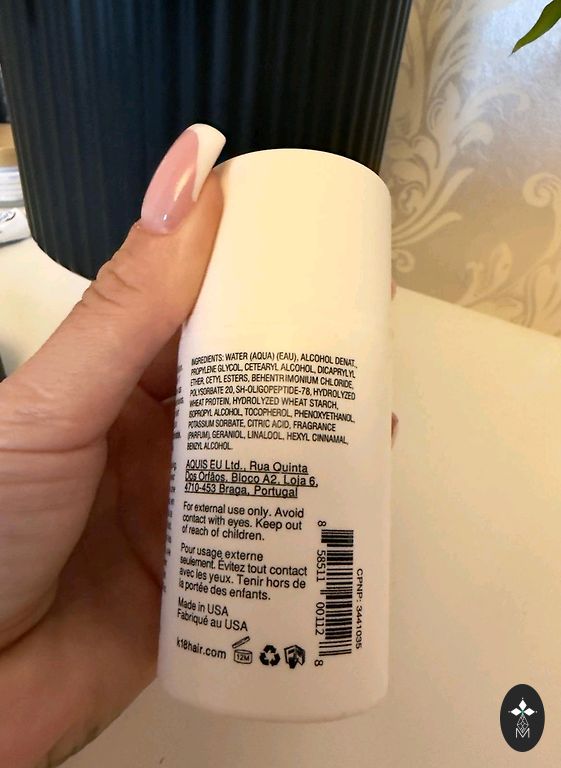 INGREDIENTS: WATER (AQUA) (EAU), ALCOHOL DENAT.,
PROPYLENE GLYCOL, CETEARYL ALCOHOL, DICAPRYLYL
ETHER, CETYL ESTERS, BEHENTRIMONIUM CHLORIDE,
POLYSORBATE 20, SH-OLIGOPEPTIDE-78, HYDROLYZED
WHEAT PROTEIN, HYDROLYZED WHEAT STARCH,
ISOPROPYL ALCOHOL, TOCOPHEROL, PHENOXYETHANOL,
POTASSIUM SORBATE, CITRIC ACID, FRAGRANCE
(PARFUM), GERANIOL, LINALOOL, HEXYL CINNAMAL,
BENZYL ALCOHOL.
AQUIS EU Ltd., Rua Quinta
Dos Órfãos, Bloco A2, Loja 6,
4710-453 Braga, Portugal
For external use only. Avoid
contact with eyes. Keep out
of reach of children.
Pour usage externe
seulement. Évitez tout contact
avec les yeux. Tenir hors de
la portée des enfants.
Made in USA
Fabriqué au USA
k18hair.com
12M
8 58511 00112 8
CPNP: 3441035
M